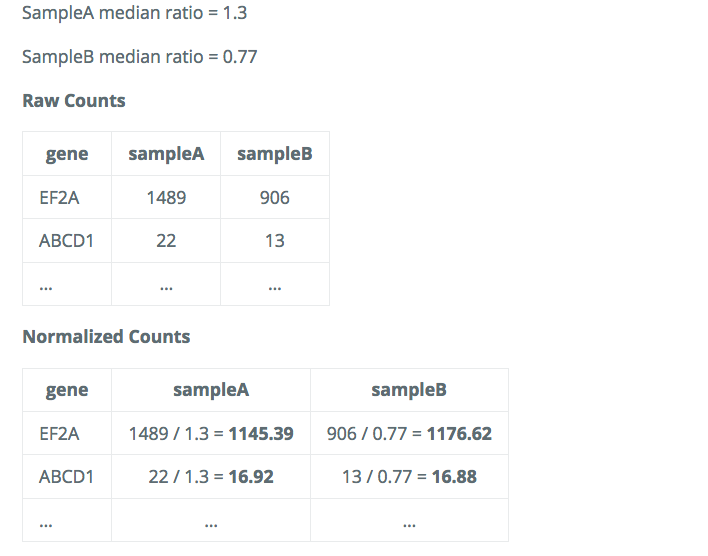 SampleA median ratio = 1.3
SampleB median ratio = 0.77
Raw Counts
gene sampleA sampleB
EF2A 1489 906
ABCD1 22 13
... ... ...
Normalized Counts
gene sampleA sampleB
EF2A 1489 / 1.3 = 1145.39 906 / 0.77 = 1176.62
ABCD1 22 / 1.3 = 16.92 13 / 0.77 = 16.88
... ... ...